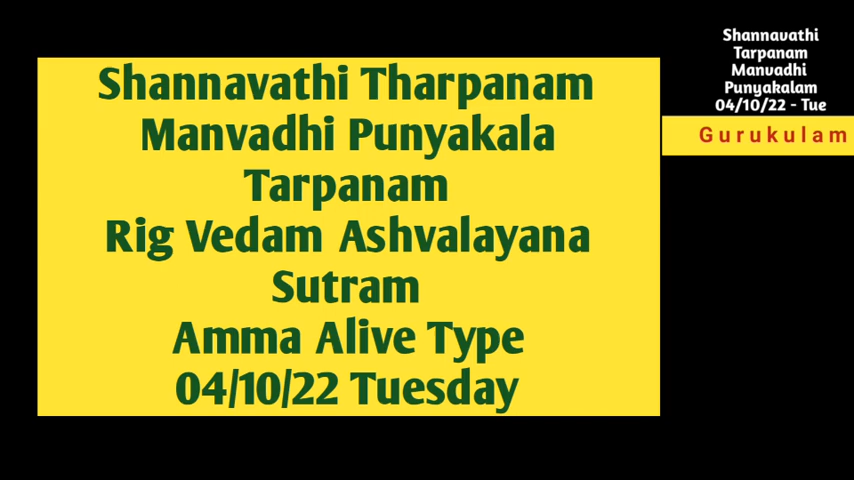 Shannavathi Tharpanam
Manvadhi Punyakala
Tarpanam
Rig Vedam Ashvalayana
Sutram
Amma Alive Type
04/10/22 Tuesday
Shannavathi
Tarpanam
Manvadhi
Punyakalam
04/10/22 - Tue
Gurukulam